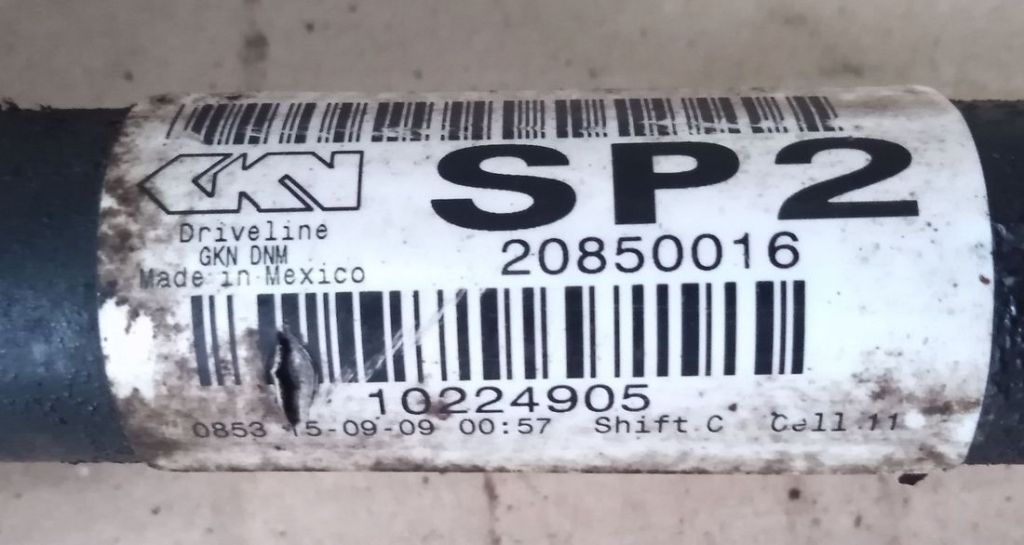 GKN
SP2
Driveline
GKN DNM
Made in Mexico
20850016
10224905
0853 15-09-09 00:57 Shift C Cell 11